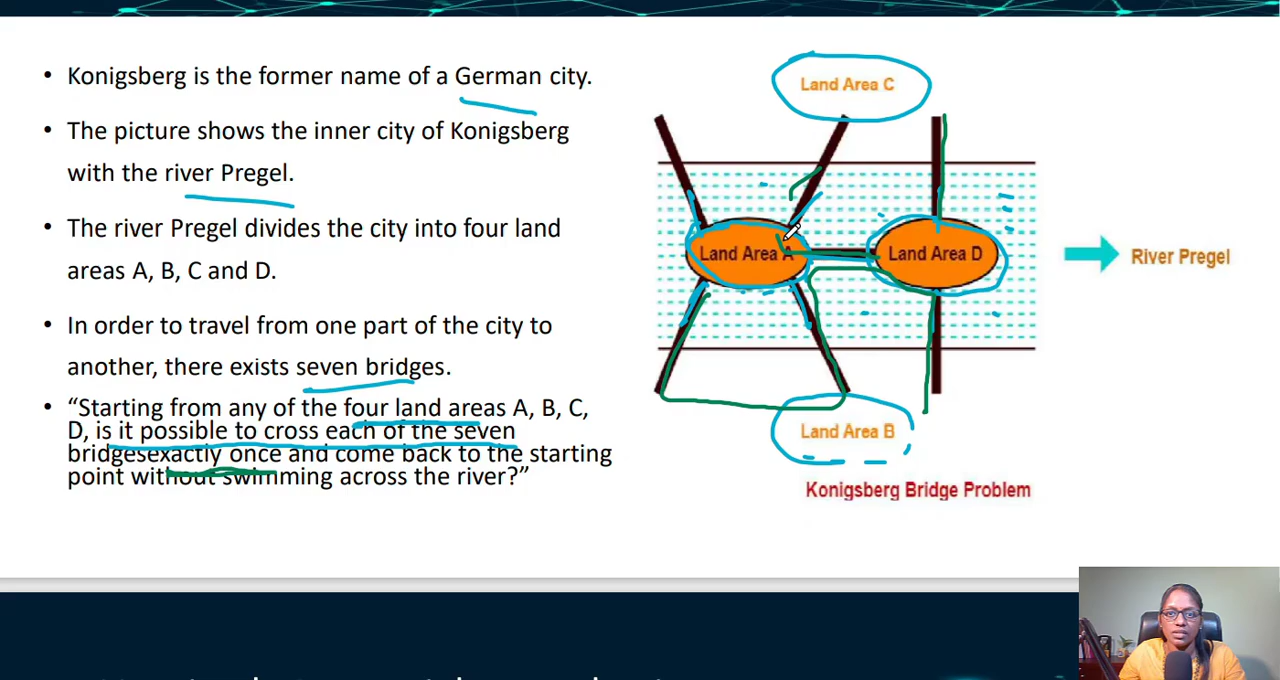 • Konigsberg is the former name of a German city.
• The picture shows the inner city of Konigsberg
with the river Pregel.
• The river Pregel divides the city into four land
areas A, B, C and D.
• In order to travel from one part of the city to
another, there exists seven bridges.
• “Starting from any of the four land areas A, B, C,
D, is it possible to cross each of the seven
bridgesexactly once and come back to the starting
point without swimming across the river?”
Land Area C
Land Area A
Land Area D
River Pregel
Land Area B
Konigsberg Bridge Problem